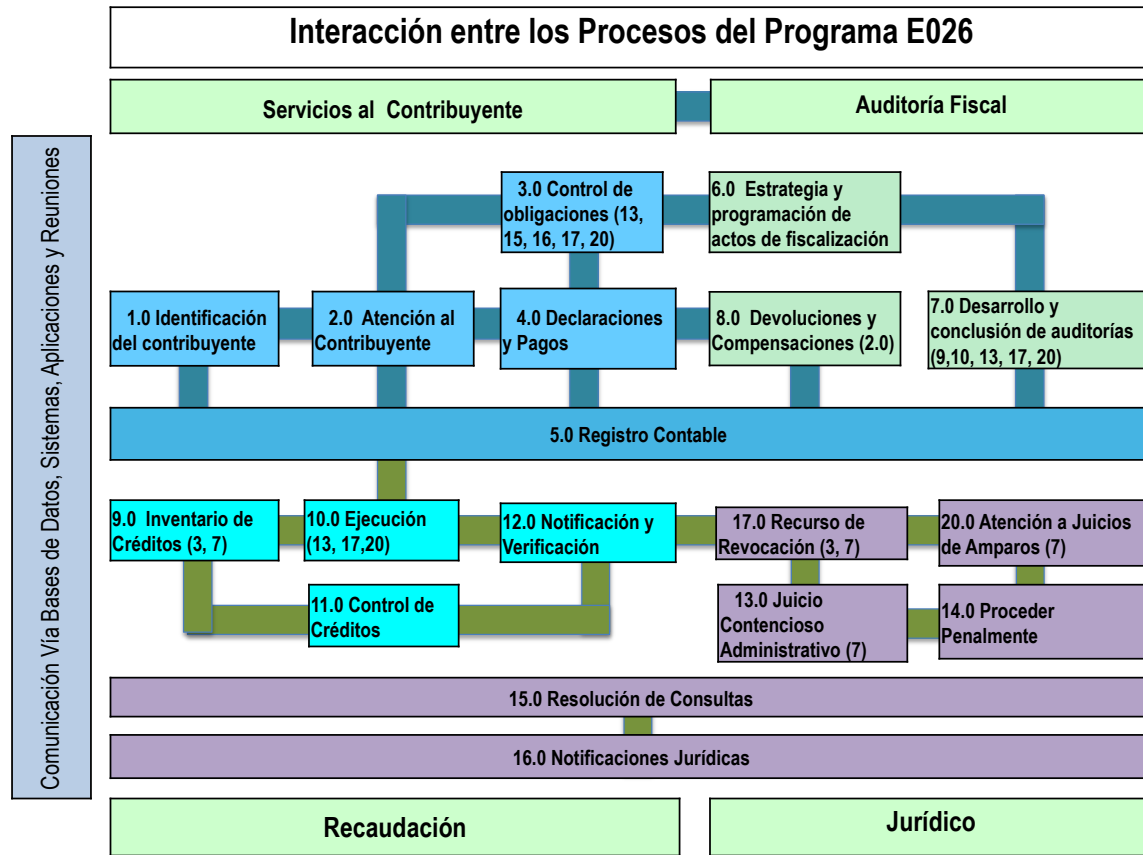 Interacción entre los Procesos del Programa E026
Servicios al Contribuyente
Auditoría Fiscal
Comunicación Vía Bases de Datos, Sistemas, Aplicaciones y Reuniones
3.0 Control de
obligaciones (13,
15, 16, 17, 20)
6.0 Estrategia y
programación de
actos de fiscalización
1.0 Identificación
del contribuyente
2.0 Atención al
Contribuyente
4.0 Declaraciones
y Pagos
8.0 Devoluciones y
Compensaciones (2.0)
7.0 Desarrollo y
conclusión de auditorías
(9,10, 13, 17, 20)
5.0 Registro Contable
9.0 Inventario de
Créditos (3, 7)
10.0 Ejecución
(13, 17,20)
12.0 Notificación y
Verificación
17.0 Recurso de
Revocación (3, 7)
20.0 Atención a Juicios
de Amparos (7)
11.0 Control de
Créditos
13.0 Juicio
Contencioso
Administrativo (7)
14.0 Proceder
Penalmente
15.0 Resolución de Consultas
16.0 Notificaciones Jurídicas
Recaudación
Jurídico